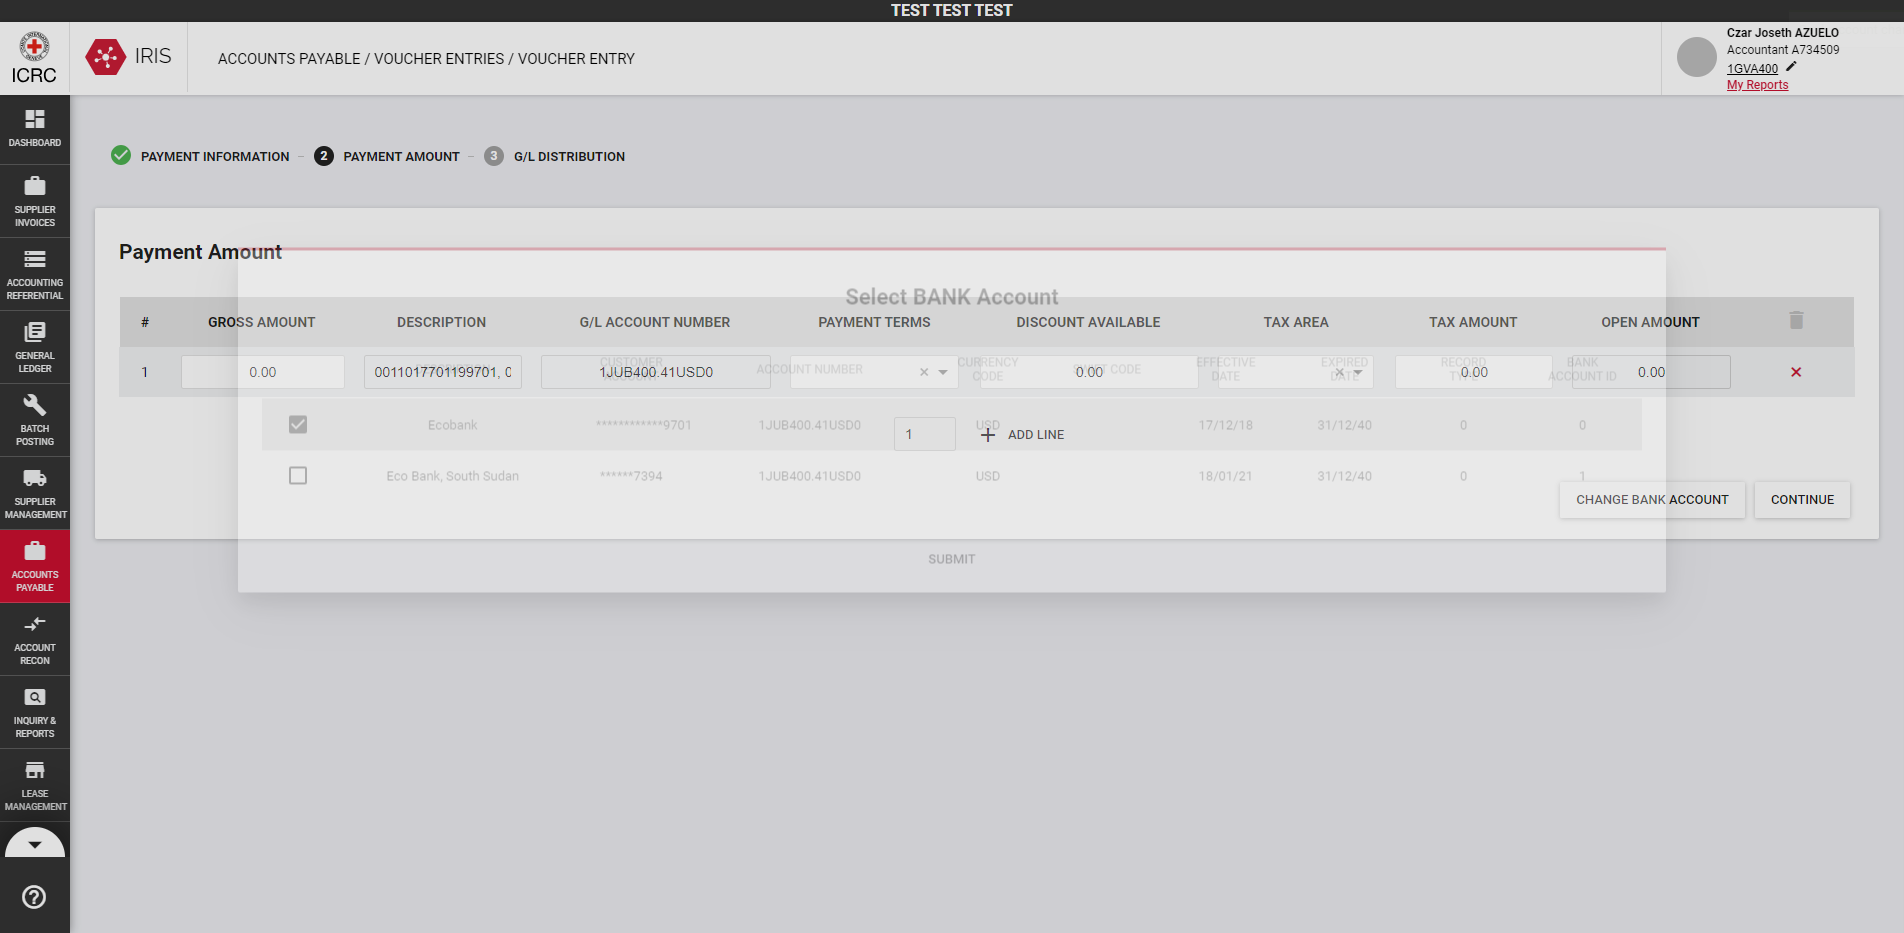 TEST TEST TEST
ICRC
IRIS
ACCOUNTS PAYABLE / VOUCHER ENTRIES / VOUCHER ENTRY
Czar Joseth AZUELO
Accountant A734509
1GVA400
My Reports
DASHBOARD
SUPPLIER
INVOICES
ACCOUNTING
REFERENTIAL
GENERAL
LEDGER
BATCH
POSTING
SUPPLIER
MANAGEMENT
ACCOUNTS
PAYABLE
ACCOUNT
RECON
INQUIRY &
REPORTS
LEASE
MANAGEMENT
PAYMENT INFORMATION – 2 PAYMENT AMOUNT – 3 G/L DISTRIBUTION
Payment Amount
# GROSS AMOUNT DESCRIPTION G/L ACCOUNT NUMBER PAYMENT TERMS DISCOUNT AVAILABLE TAX AREA TAX AMOUNT OPEN AMOUNT
1 0.00 0011017701199701, 0 1JUB400.41USD0 0.00 0.00 0.00
1 ADD LINE
CHANGE BANK ACCOUNT CONTINUE
Select BANK Account
CUSTOMER ACCOUNT NUMBER CURRENCY CODE EFFECTIVE DATE EXPIRED DATE RECORD TYPE BANK ACCOUNT ID
Ecobank ************9701 1JUB400.41USD0 USD 17/12/18 31/12/40 0 0
Eco Bank, South Sudan ******7394 1JUB400.41USD0 USD 18/01/21 31/12/40 0 1
SUBMIT